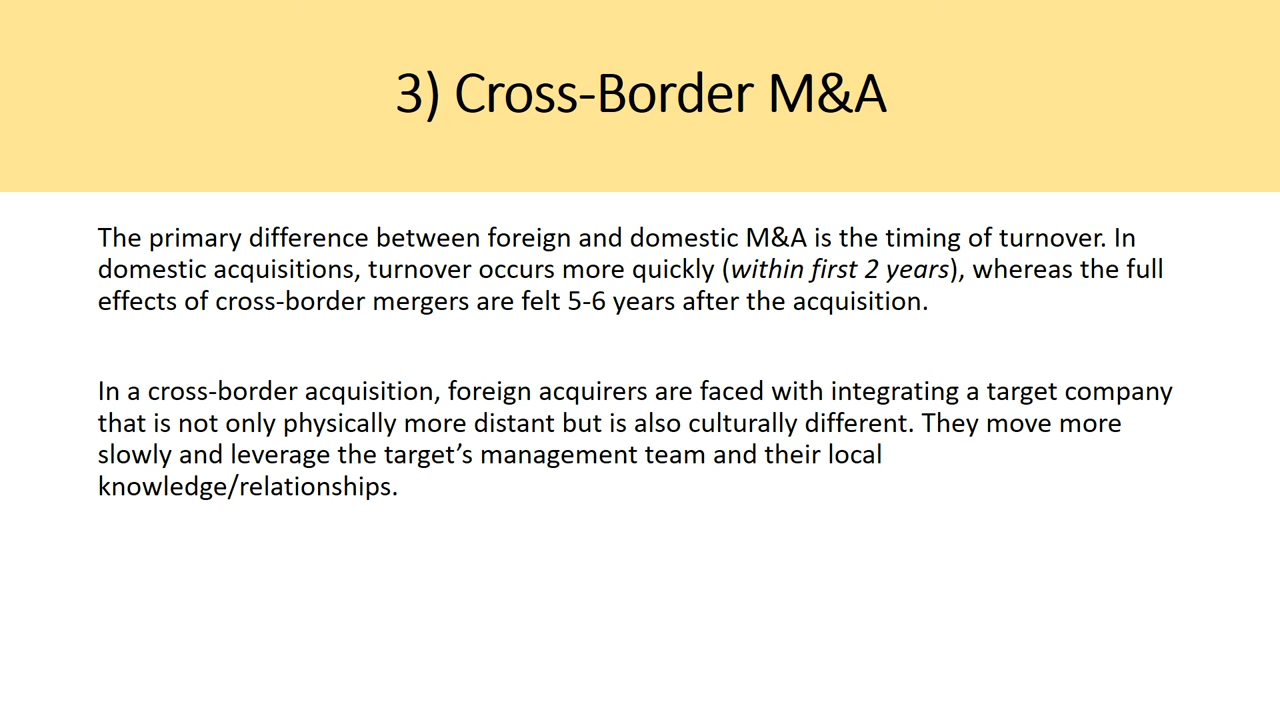 3) Cross-Border M&A
The primary difference between foreign and domestic M&A is the timing of turnover. In
domestic acquisitions, turnover occurs more quickly (within first 2 years), whereas the full
effects of cross-border mergers are felt 5-6 years after the acquisition.
In a cross-border acquisition, foreign acquirers are faced with integrating a target company
that is not only physically more distant but is also culturally different. They move more
slowly and leverage the target’s management team and their local
knowledge/relationships.